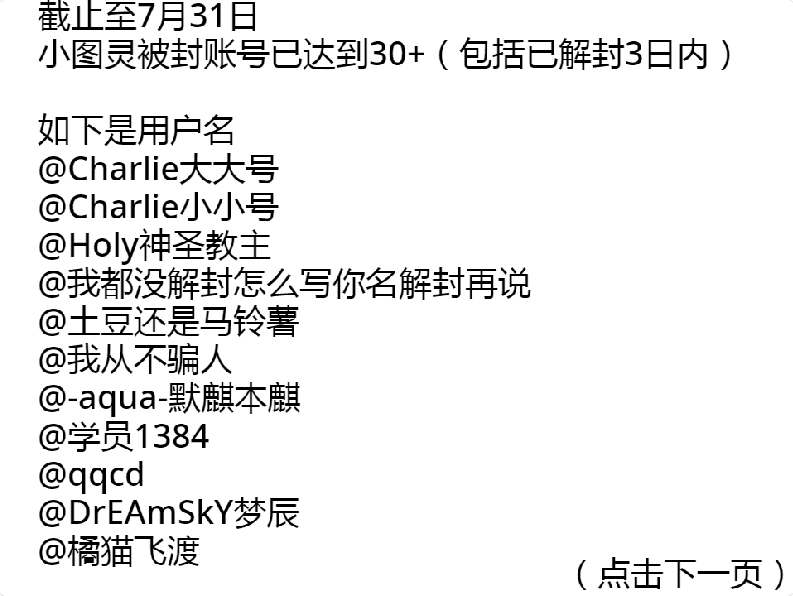 截止至7月31日
小图灵被封账号已达到30+（包括已解封3日内）
如下是用户名
@Charlie大大号
@Charlie小小号
@Holy神圣教主
@我都没解封怎么写你名解封再说
@土豆还是马铃薯
@我从不骗人
@-aqua-默麒本麒
@学员1384
@qqcd
@DrEAmSkY梦辰
@橘猫飞渡
（点击下一页）